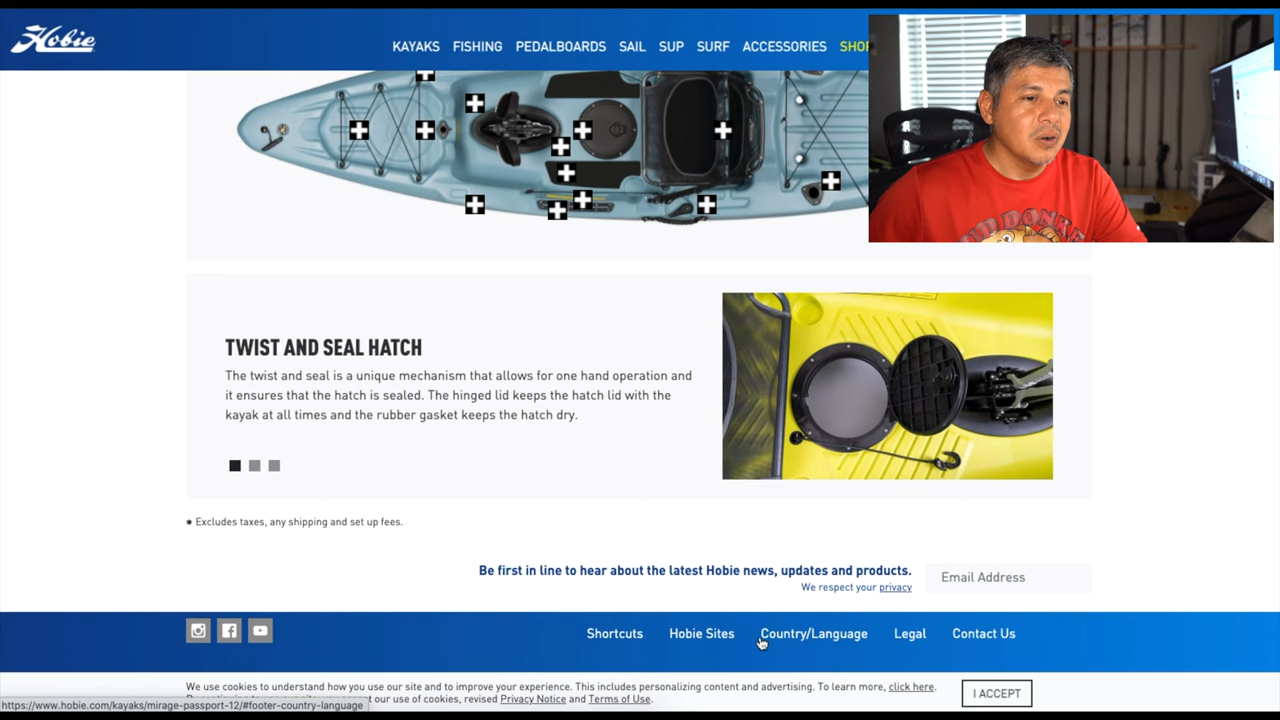 Hobie
KAYAKS FISHING PEDALBOARDS SAIL SUP SURF ACCESSORIES SHOP
TWIST AND SEAL HATCH
The twist and seal is a unique mechanism that allows for one hand operation and
it ensures that the hatch is sealed. The hinged lid keeps the hatch lid with the
kayak at all times and the rubber gasket keeps the hatch dry.
* Excludes taxes, any shipping and set up fees.
Be first in line to hear about the latest Hobie news, updates and products.
We respect your privacy
Email Address
Shortcuts Hobie Sites Country/Language Legal Contact Us
We use cookies to understand how you use our site and to improve your experience. This includes personalizing content and advertising. To learn more, click here.
our use of cookies, revised Privacy Notice and Terms of Use.
I ACCEPT
https://www.hobie.com/kayaks/mirage-passport-12/#footer-country-language